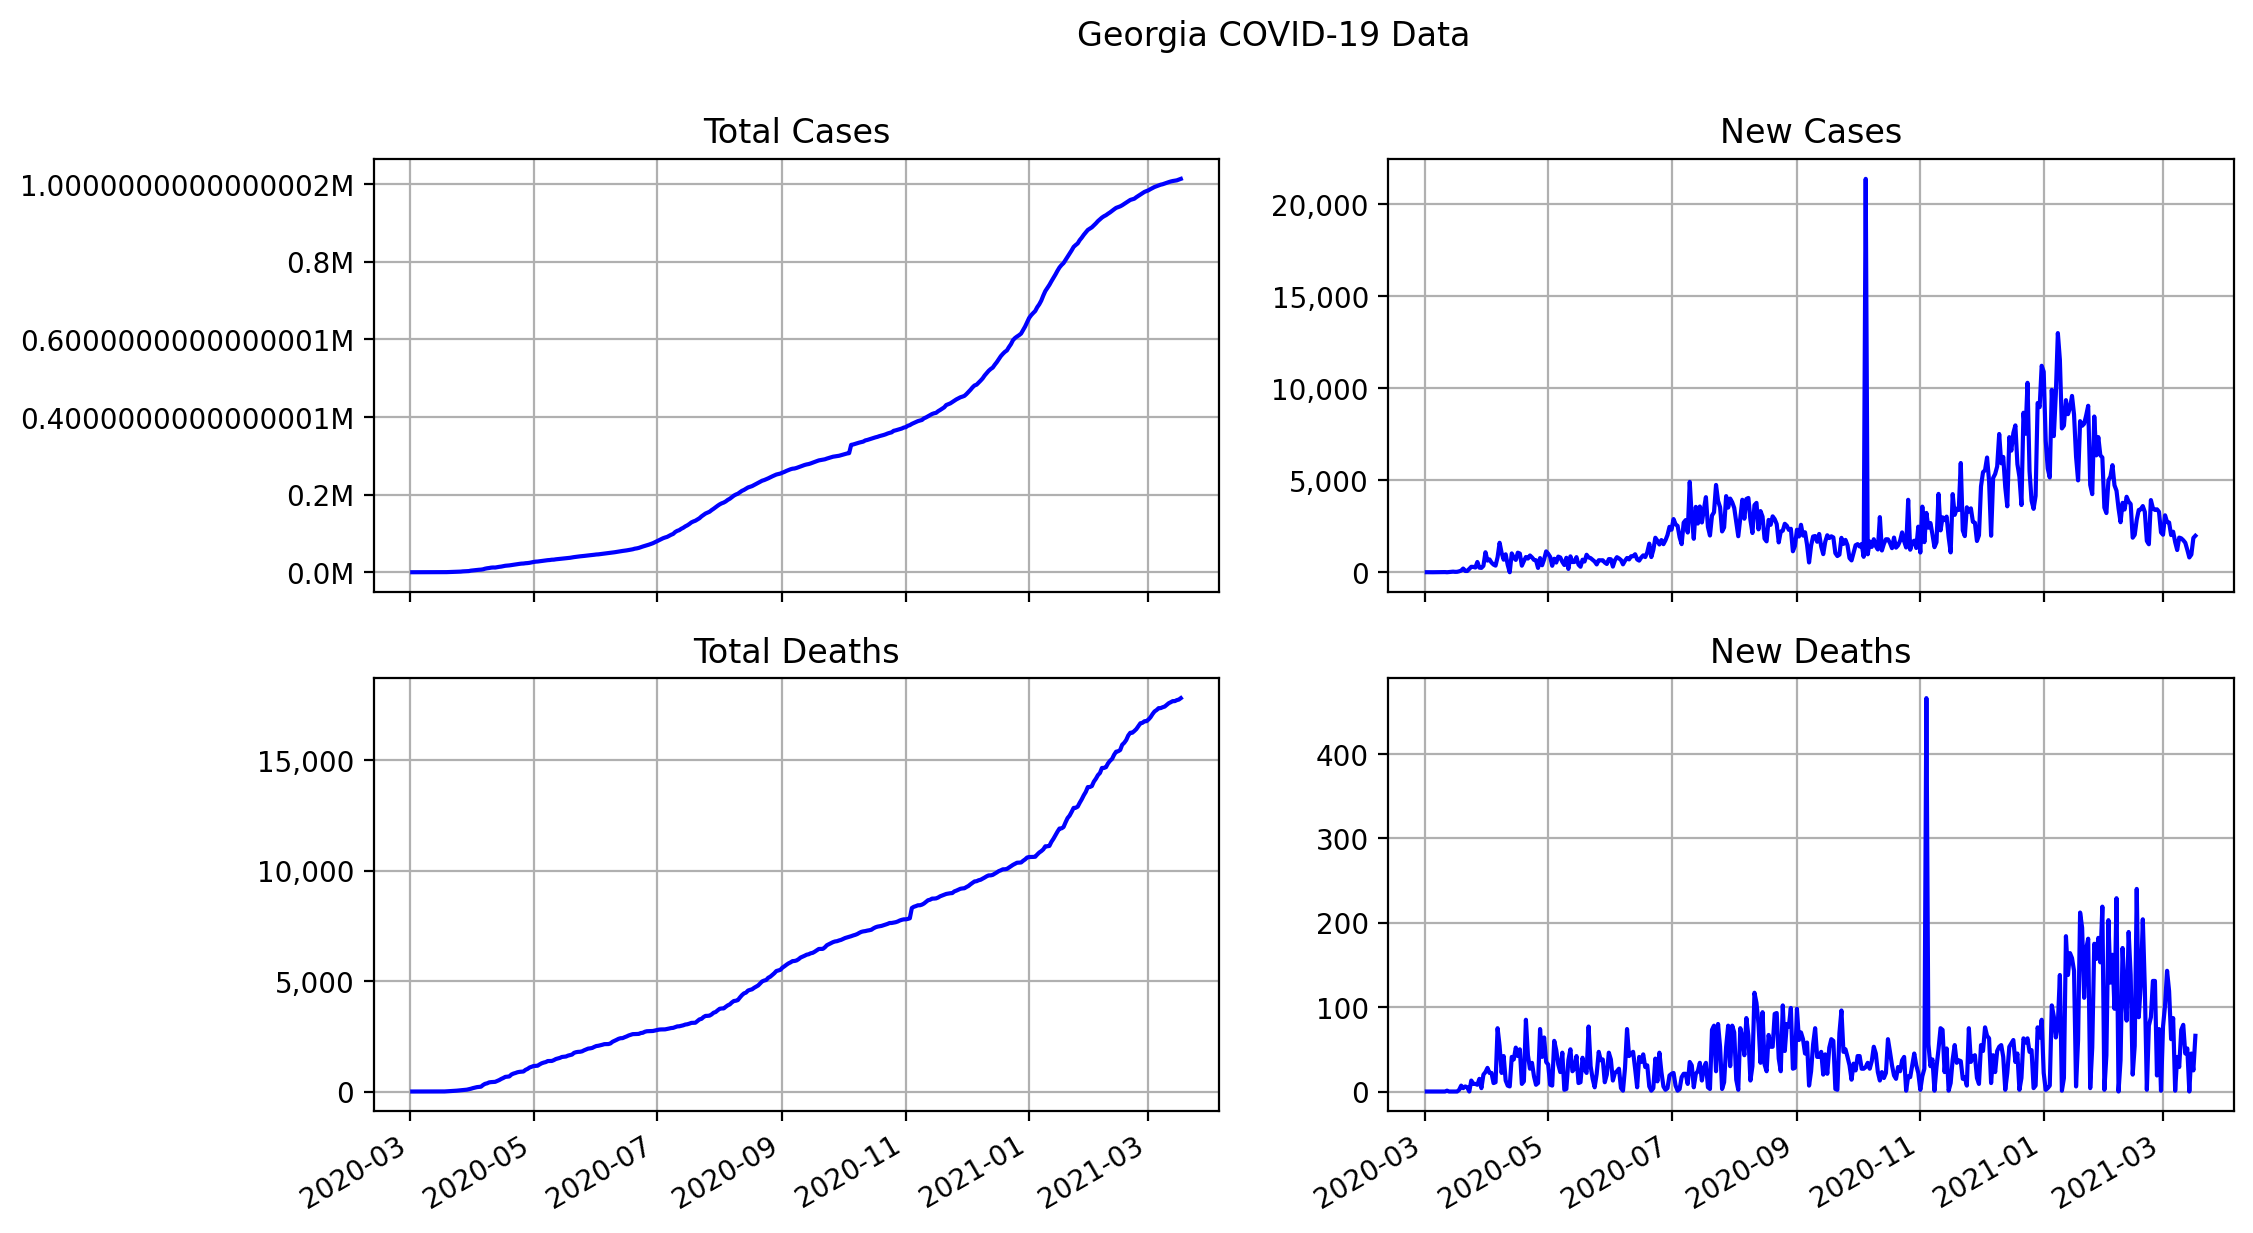 Georgia COVID-19 Data
Total Cases
1.0000000000000002M
0.8M
0.6000000000000001M
0.4000000000000001M
0.2M
0.0M
New Cases
20,000
15,000
10,000
5,000
0
Total Deaths
15,000
10,000
5,000
0
2020-03
2020-05
2020-07
2020-09
2020-11
2021-01
2021-03
New Deaths
400
300
200
100
0
2020-03
2020-05
2020-07
2020-09
2020-11
2021-01
2021-03